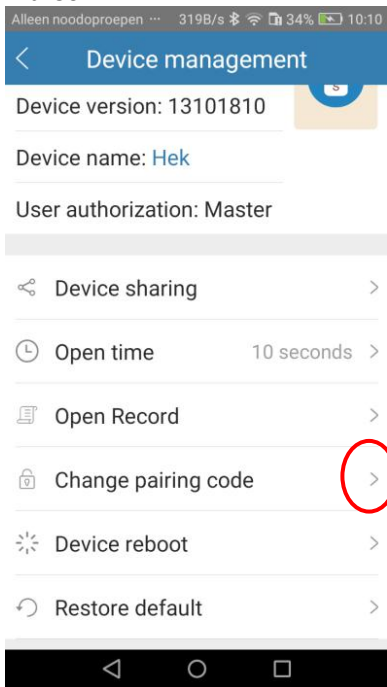 Alleen noodoproepen ··· 319B/s 34% 10:10
Device management
S
Device version: 13101810
Device name: Hek
User authorization: Master
Device sharing
Open time 10 seconds
Open Record
Change pairing code
Device reboot
Restore default